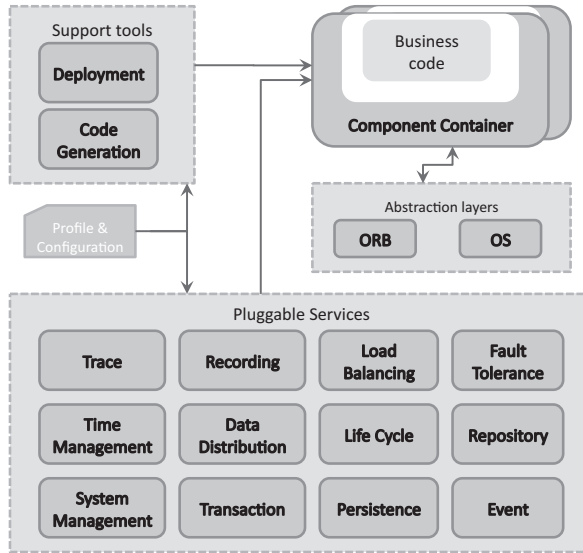 Support tools
Deployment
Code
Generation
Business
code
Component Container
Profile &
Configuration
Abstraction layers
ORB
OS
Pluggable Services
Trace
Recording
Load
Balancing
Fault
Tolerance
Time
Management
Data
Distribution
Life Cycle
Repository
System
Management
Transaction
Persistence
Event